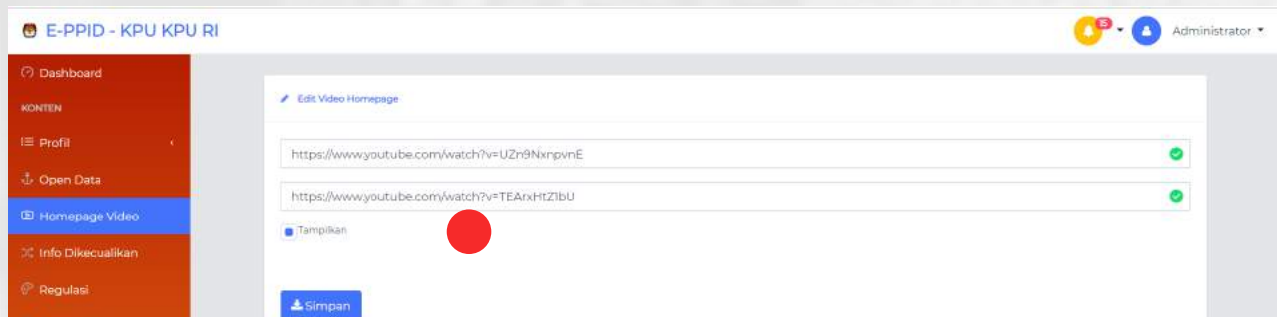 E-PPID - KPU KPU RI
15
Administrator
Dashboard
KONTEN
Profil
Open Data
Homepage Video
Info Dikecualikan
Regulasi
Edit Video Homepage
https://www.youtube.com/watch?v=UZn9NxnpvnE
https://www.youtube.com/watch?v=TEArxHtZ1bU
Tampilkan
Simpan